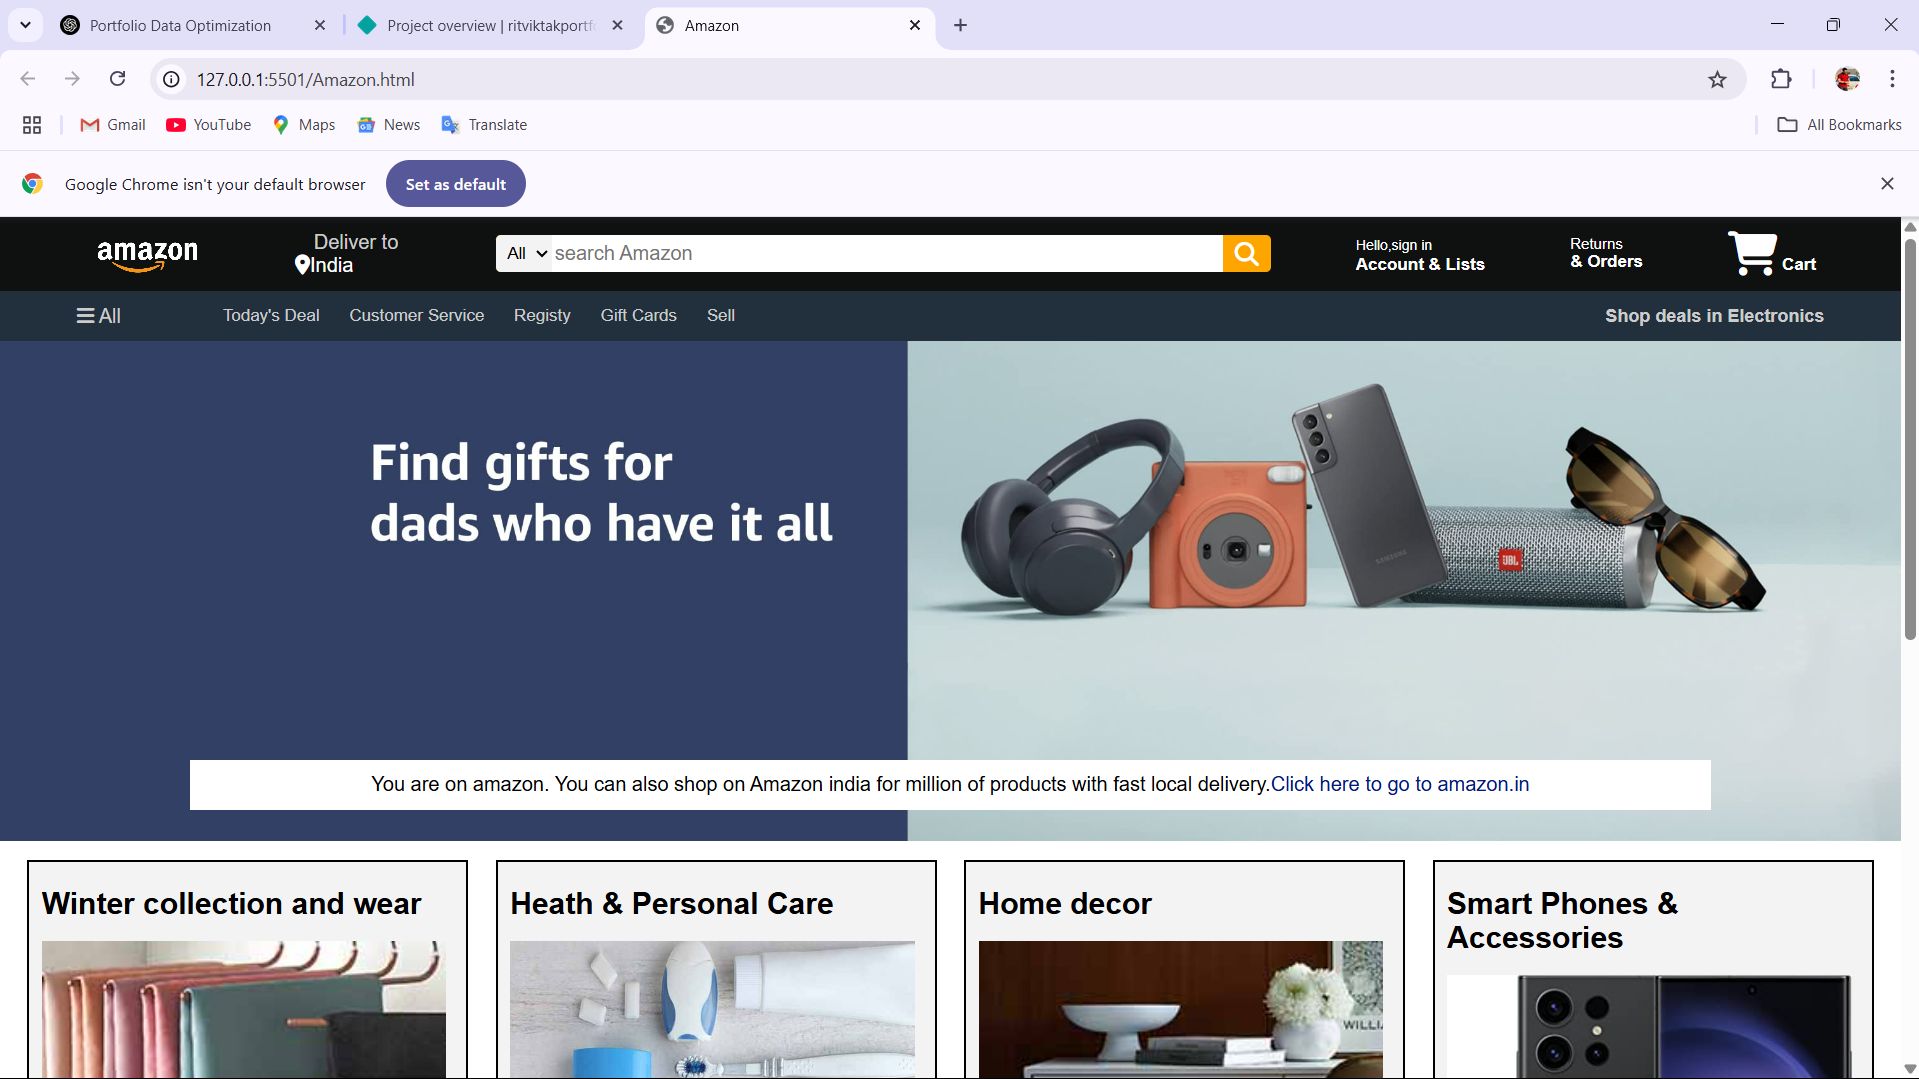 Portfolio Data Optimization
Project overview | ritviktakportf
Amazon
127.0.0.1:5501/Amazon.html
Gmail
YouTube
Maps
News
Translate
All Bookmarks
Google Chrome isn't your default browser
Set as default
amazon
Deliver to
India
All
search Amazon
Hello,sign in
Account & Lists
Returns
& Orders
Cart
All
Today's Deal
Customer Service
Registy
Gift Cards
Sell
Shop deals in Electronics
Find gifts for
dads who have it all
SAMSUNG
JBL
You are on amazon. You can also shop on Amazon india for million of products with fast local delivery.Click here to go to amazon.in
Winter collection and wear
Heath & Personal Care
Home decor
Smart Phones &
Accessories